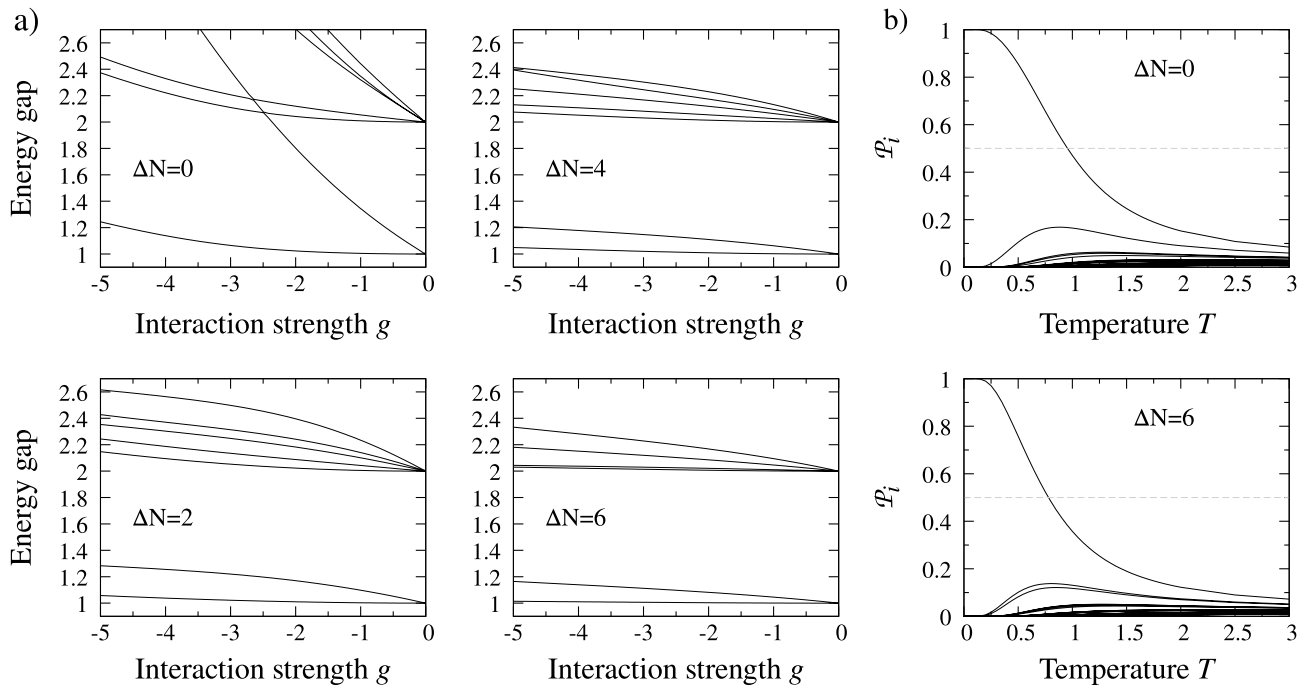 a)
Energy gap
2.6
2.4
2.2
2
1.8
1.6
1.4
1.2
1
ΔN=0
-5 -4 -3 -2 -1 0
Interaction strength g
2.6
2.4
2.2
2
1.8
1.6
1.4
1.2
1
ΔN=4
-5 -4 -3 -2 -1 0
Interaction strength g
b)
𝒫i
1
0.8
0.6
0.4
0.2
0
ΔN=0
0 0.5 1 1.5 2 2.5 3
Temperature T
Energy gap
2.6
2.4
2.2
2
1.8
1.6
1.4
1.2
1
ΔN=2
-5 -4 -3 -2 -1 0
Interaction strength g
2.6
2.4
2.2
2
1.8
1.6
1.4
1.2
1
ΔN=6
-5 -4 -3 -2 -1 0
Interaction strength g
𝒫i
1
0.8
0.6
0.4
0.2
0
ΔN=6
0 0.5 1 1.5 2 2.5 3
Temperature T